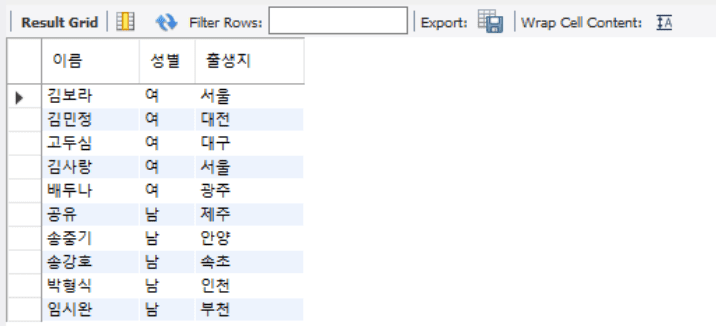 Result Grid Filter Rows: Export: Wrap Cell Content: IA
이름 성별 출생지
김보라 여 서울
김민정 여 대전
고두심 여 대구
김사랑 여 서울
배두나 여 광주
공유 남 제주
송중기 남 안양
송강호 남 속초
박형식 남 인천
임시완 남 부천